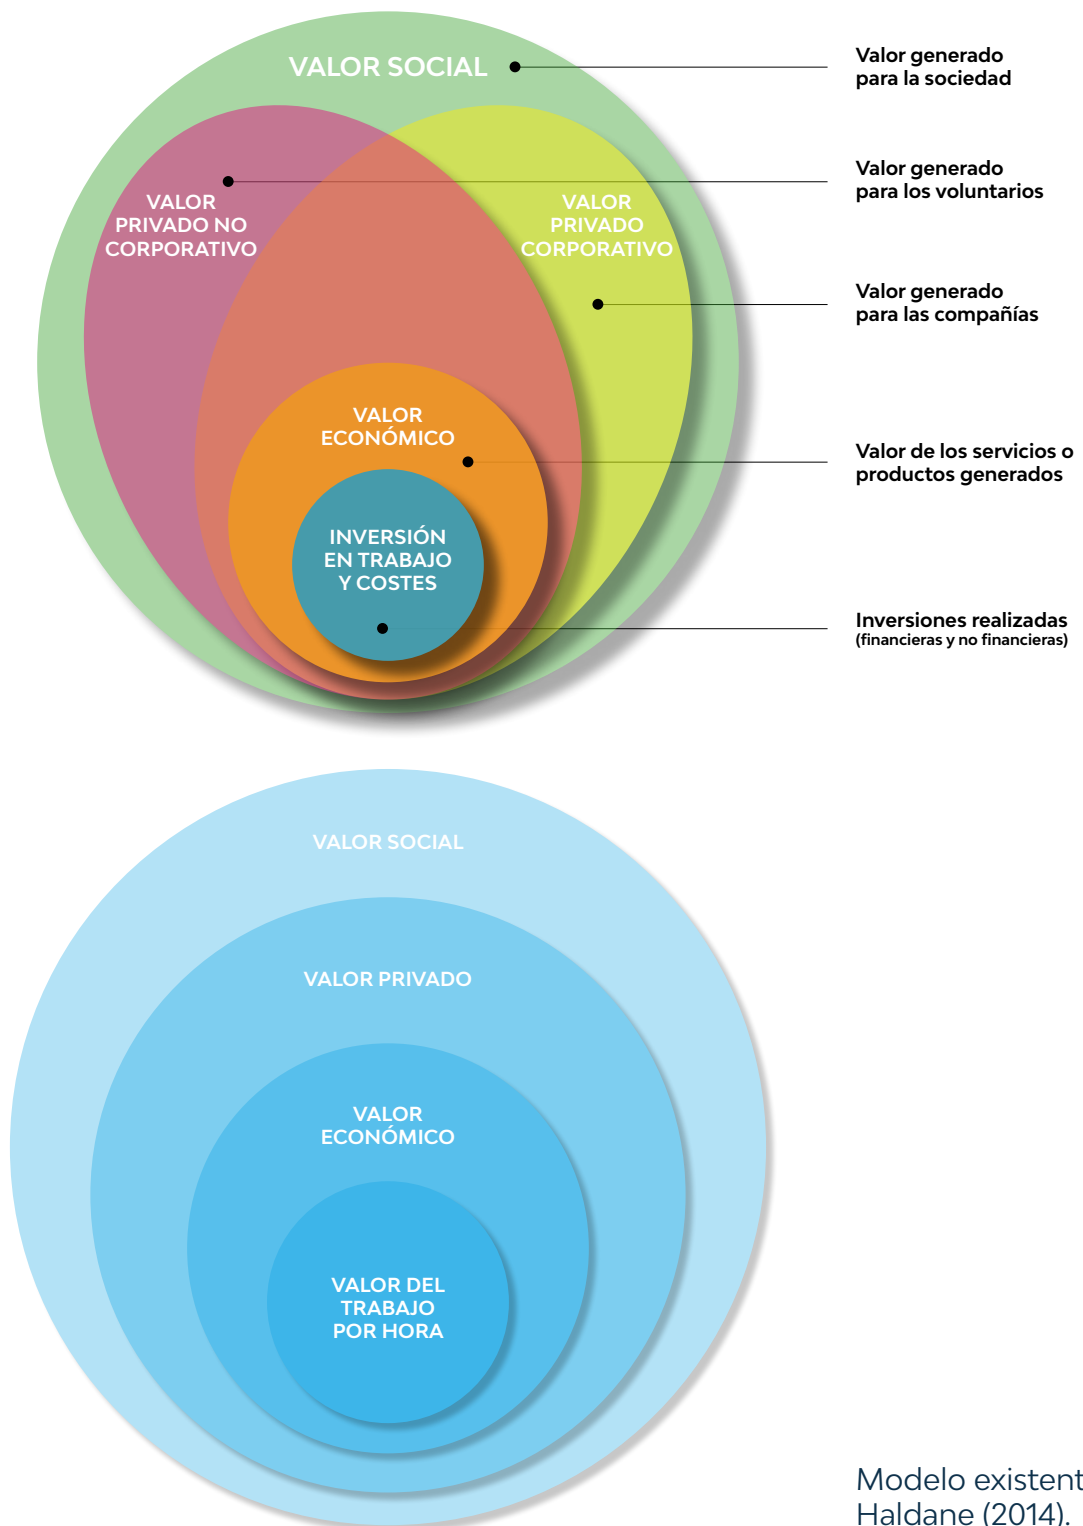 VALOR SOCIAL
Valor generado
para la sociedad
VALOR
PRIVADO NO
CORPORATIVO
VALOR
PRIVADO
CORPORATIVO
Valor generado
para los voluntarios
Valor generado
para las compañías
VALOR
ECONÓMICO
Valor de los servicios o
productos generados
INVERSIÓN
EN TRABAJO
Y COSTES
Inversiones realizadas
(financieras y no financieras)
VALOR SOCIAL
VALOR PRIVADO
VALOR
ECONÓMICO
VALOR DEL
TRABAJO
POR HORA
Modelo existent
Haldane (2014).